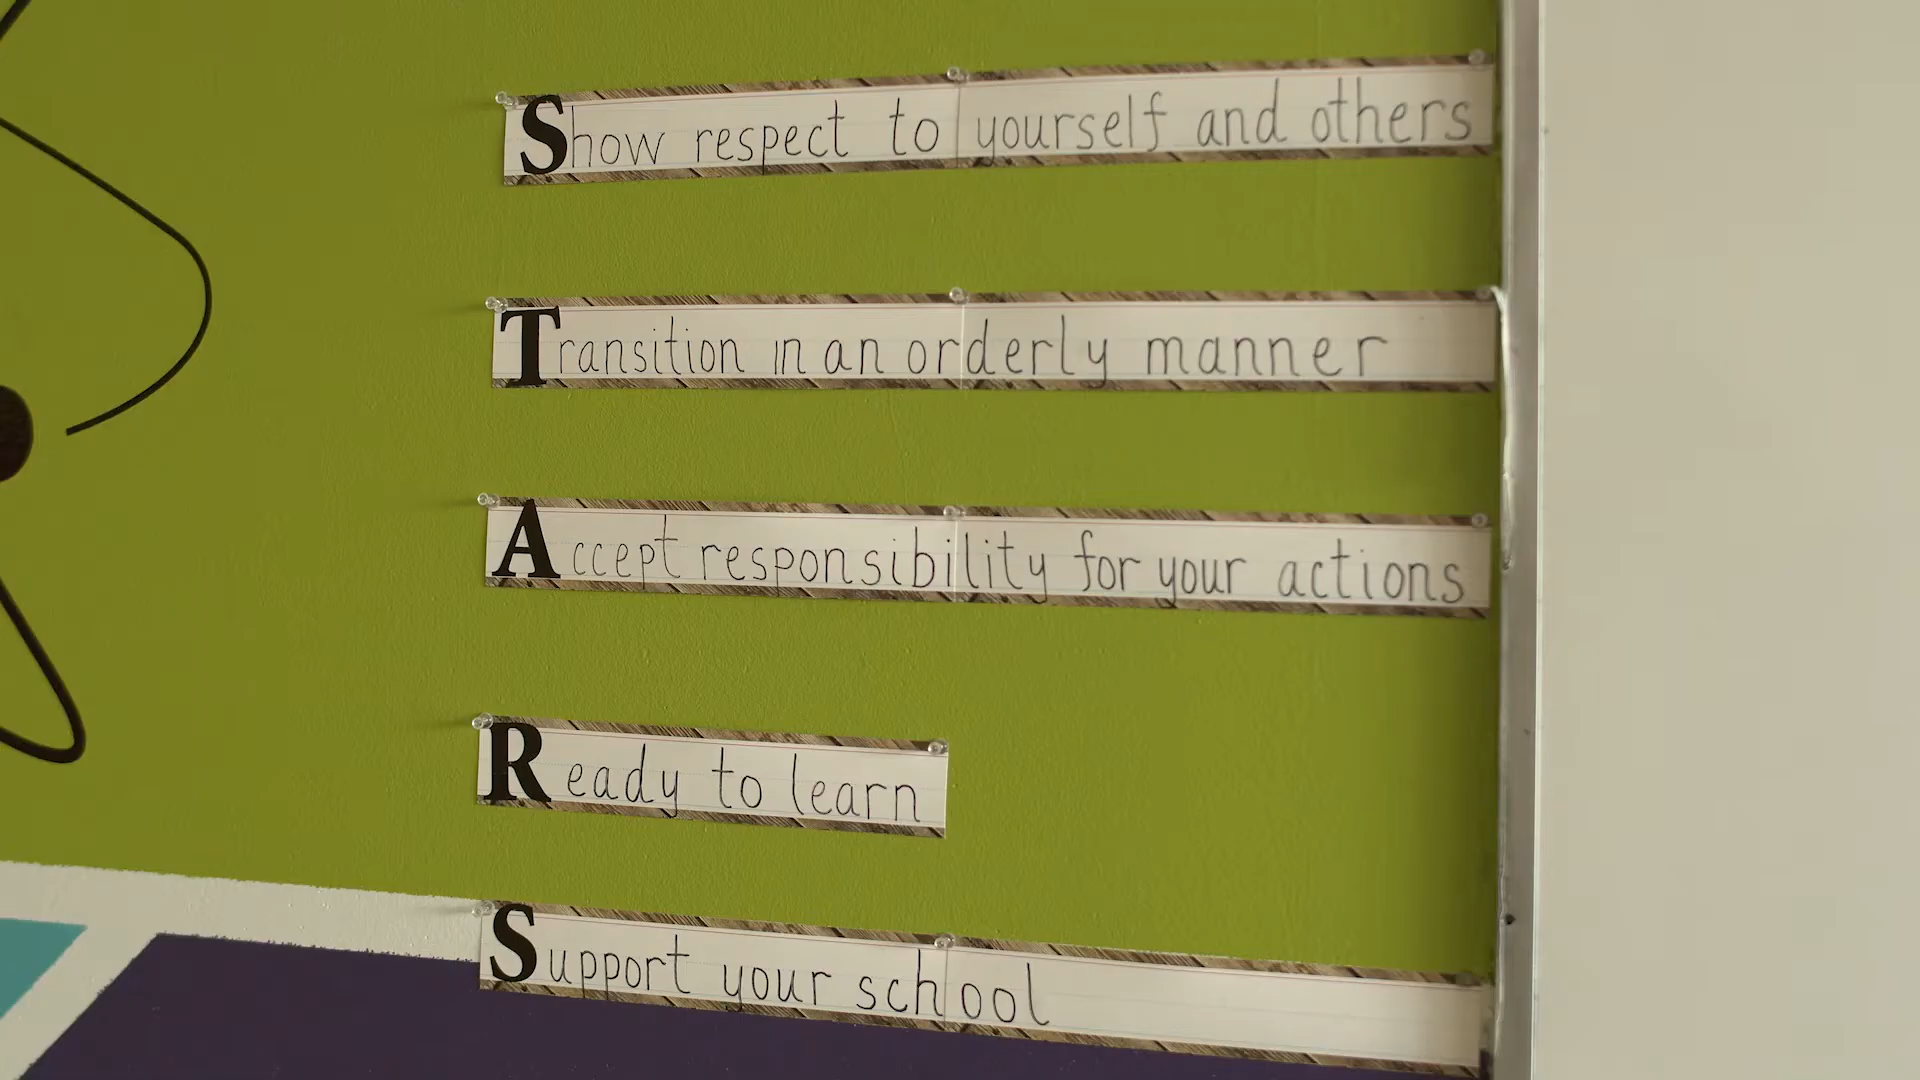 Show respect to yourself and others
Transition in an orderly manner
Accept responsibility for your actions
Ready to learn
Support your school